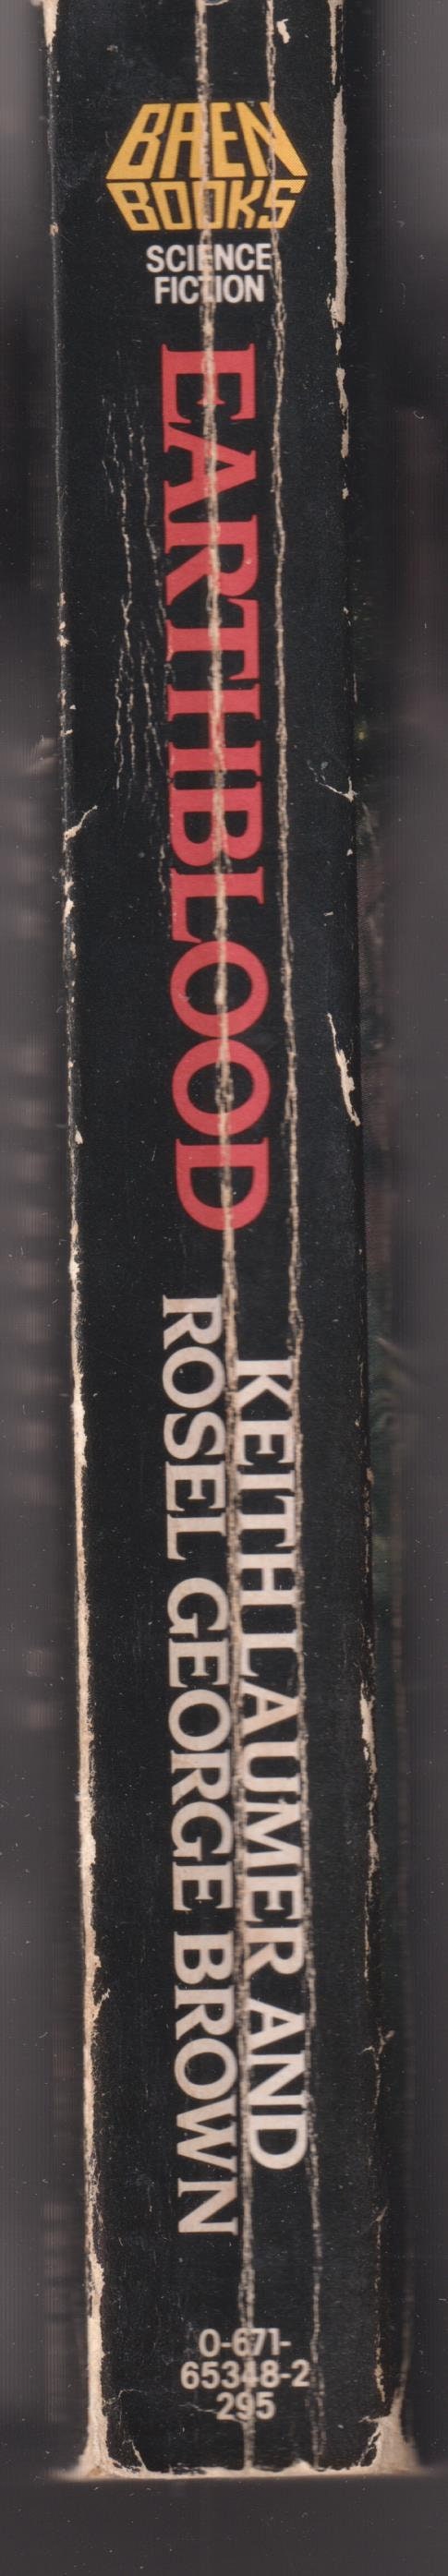 BAEN
BOOKS
SCIENCE
FICTION
EARTHBLOOD
KEITH LAUMER AND
ROSEL GEORGE BROWN
0-671-
65348-2
295